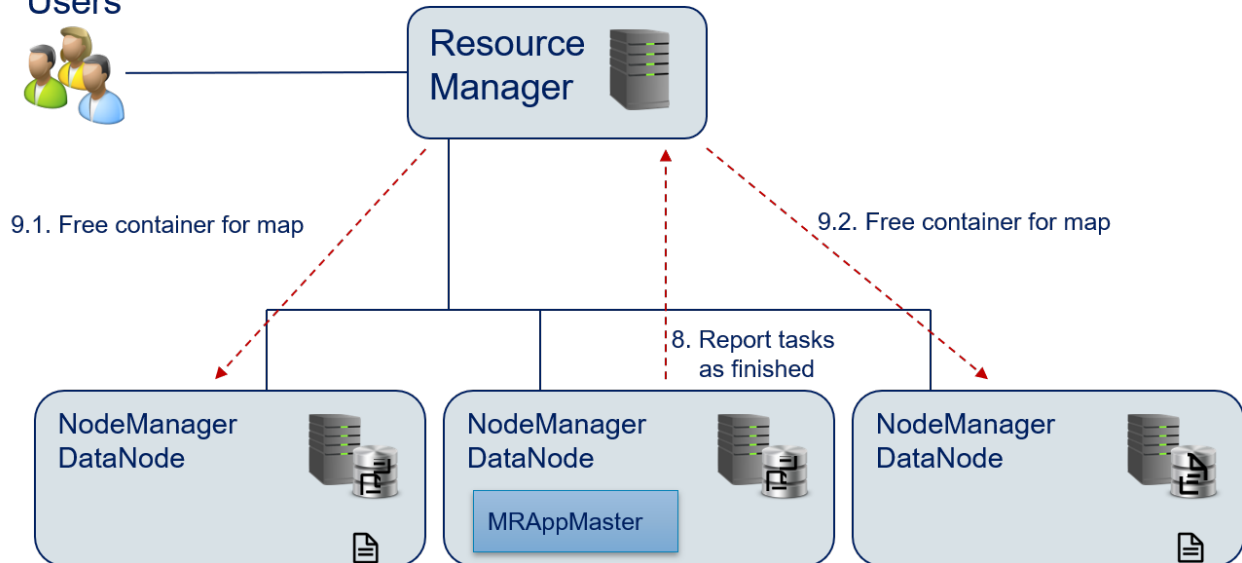 Users
Resource
Manager
9.1. Free container for map
9.2. Free container for map
8. Report tasks
as finished
NodeManager
DataNode
NodeManager
DataNode
NodeManager
DataNode
MRAppMaster